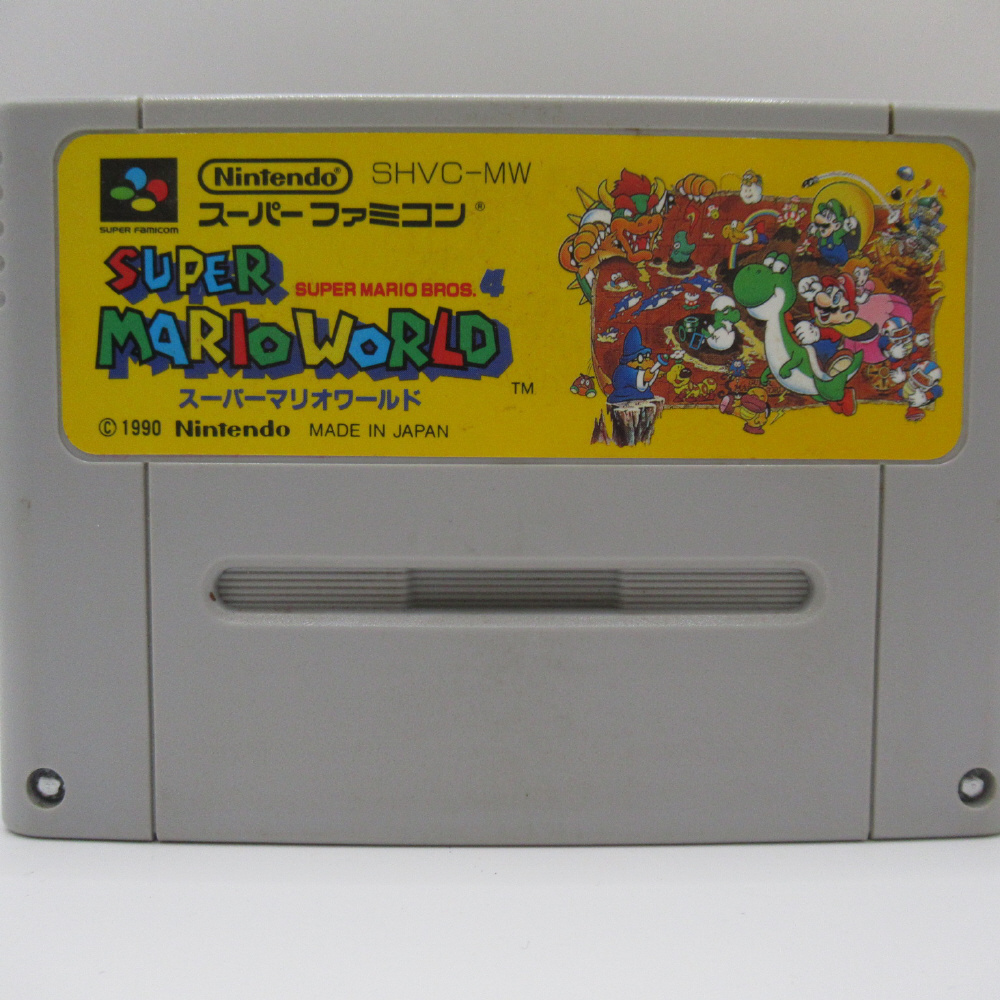 Nintendo® SHVC-MW
SUPER FAMICOM
スーパーファミコン®
SUPER
SUPER MARIO BROS. 4
MARIO WORLD
スーパーマリオワールド
TM
© 1990 Nintendo MADE IN JAPAN